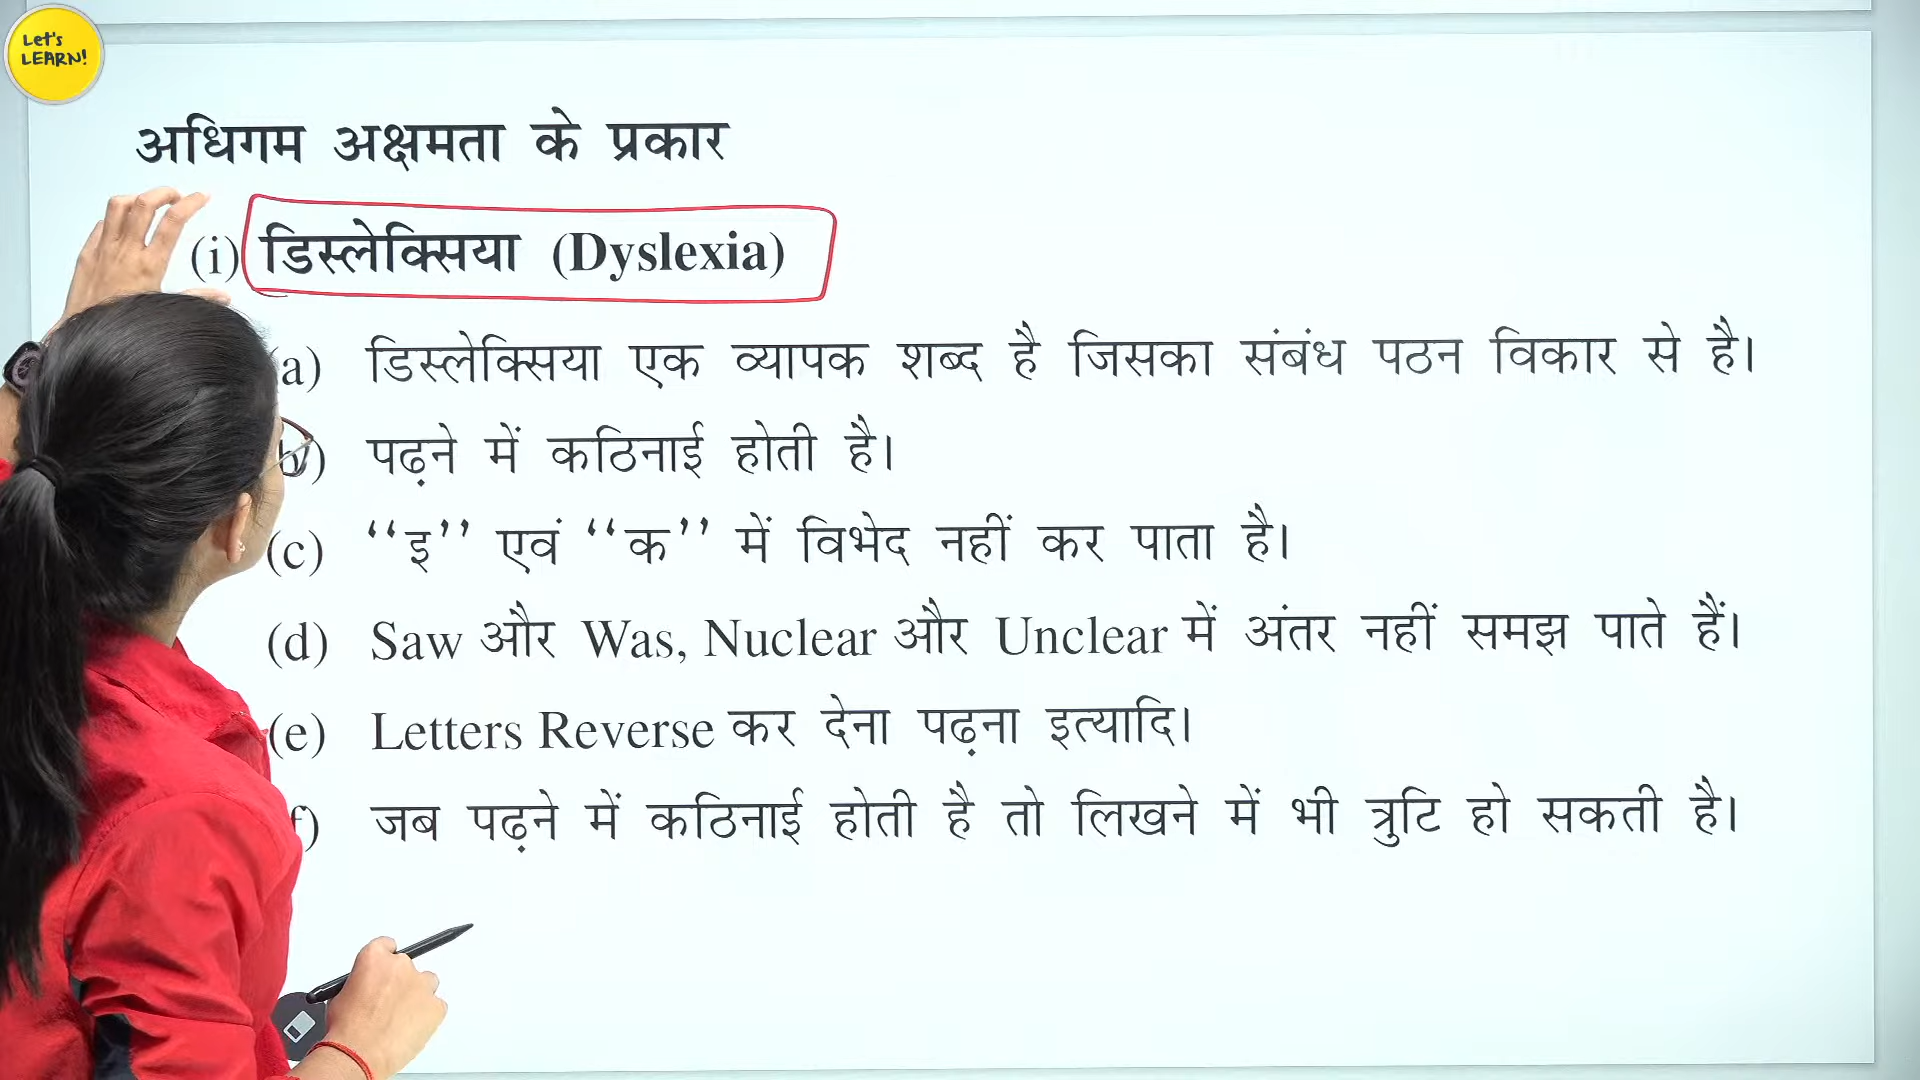 Let's
LEARN!
अधिगम अक्षमता के प्रकार
(i) डिस्लेक्सिया (Dyslexia)
(a) डिस्लेक्सिया एक व्यापक शब्द है जिसका संबंध पठन विकार से है।
(b) पढ़ने में कठिनाई होती है।
(c) ‘‘इ’’ एवं ‘‘क’’ में विभेद नहीं कर पाता है।
(d) Saw और Was, Nuclear और Unclear में अंतर नहीं समझ पाते हैं।
(e) Letters Reverse कर देना पढ़ना इत्यादि।
(f) जब पढ़ने में कठिनाई होती है तो लिखने में भी त्रुटि हो सकती है।